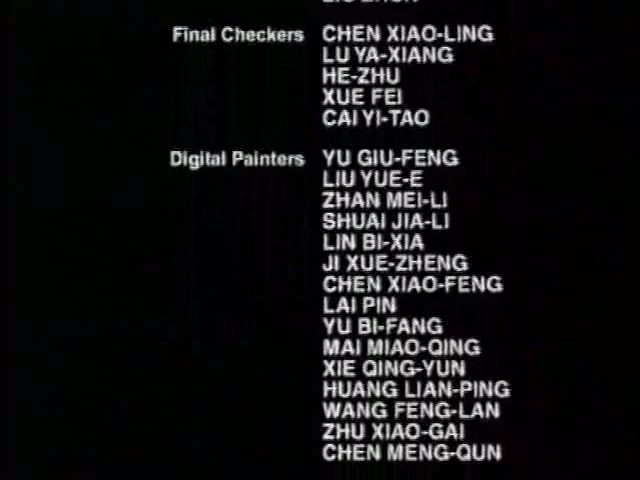 Final Checkers CHEN XIAO-LING
LU YA-XIANG
HE-ZHU
XUE FEI
CAI YI-TAO
Digital Painters YU GIU-FENG
LIU YUE-E
ZHAN MEI-LI
SHUAI JIA-LI
LIN BI-XIA
JI XUE-ZHENG
CHEN XIAO-FENG
LAI PIN
YU BI-FANG
MAI MIAO-QING
XIE QING-YUN
HUANG LIAN-PING
WANG FENG-LAN
ZHU XIAO-GAI
CHEN MENG-QUN